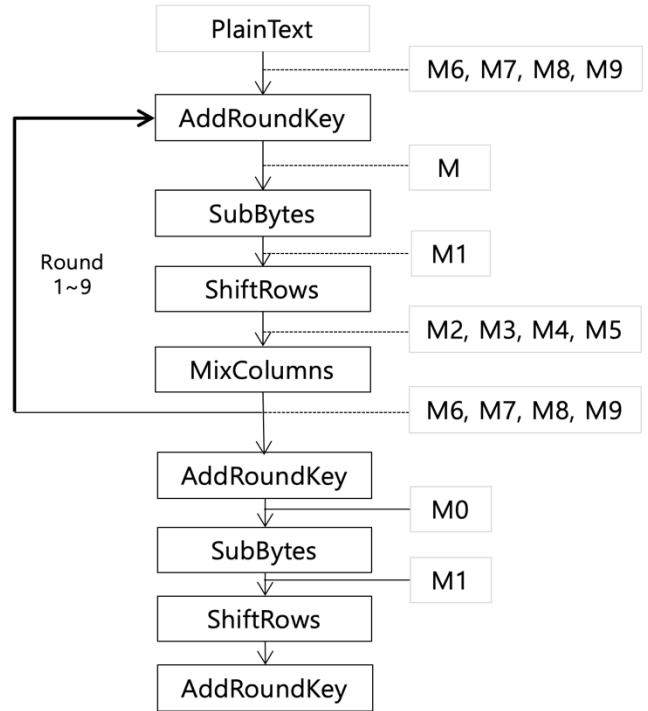 PlainText
M6, M7, M8, M9
AddRoundKey
M
SubBytes
M1
Round
1~9
ShiftRows
M2, M3, M4, M5
MixColumns
M6, M7, M8, M9
AddRoundKey
M0
SubBytes
M1
ShiftRows
AddRoundKey